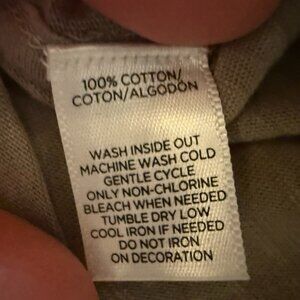 100% COTTON/
COTON/ALGODÓN
WASH INSIDE OUT
MACHINE WASH COLD
GENTLE CYCLE
ONLY NON-CHLORINE
BLEACH WHEN NEEDED
TUMBLE DRY LOW
COOL IRON IF NEEDED
DO NOT IRON
ON DECORATION